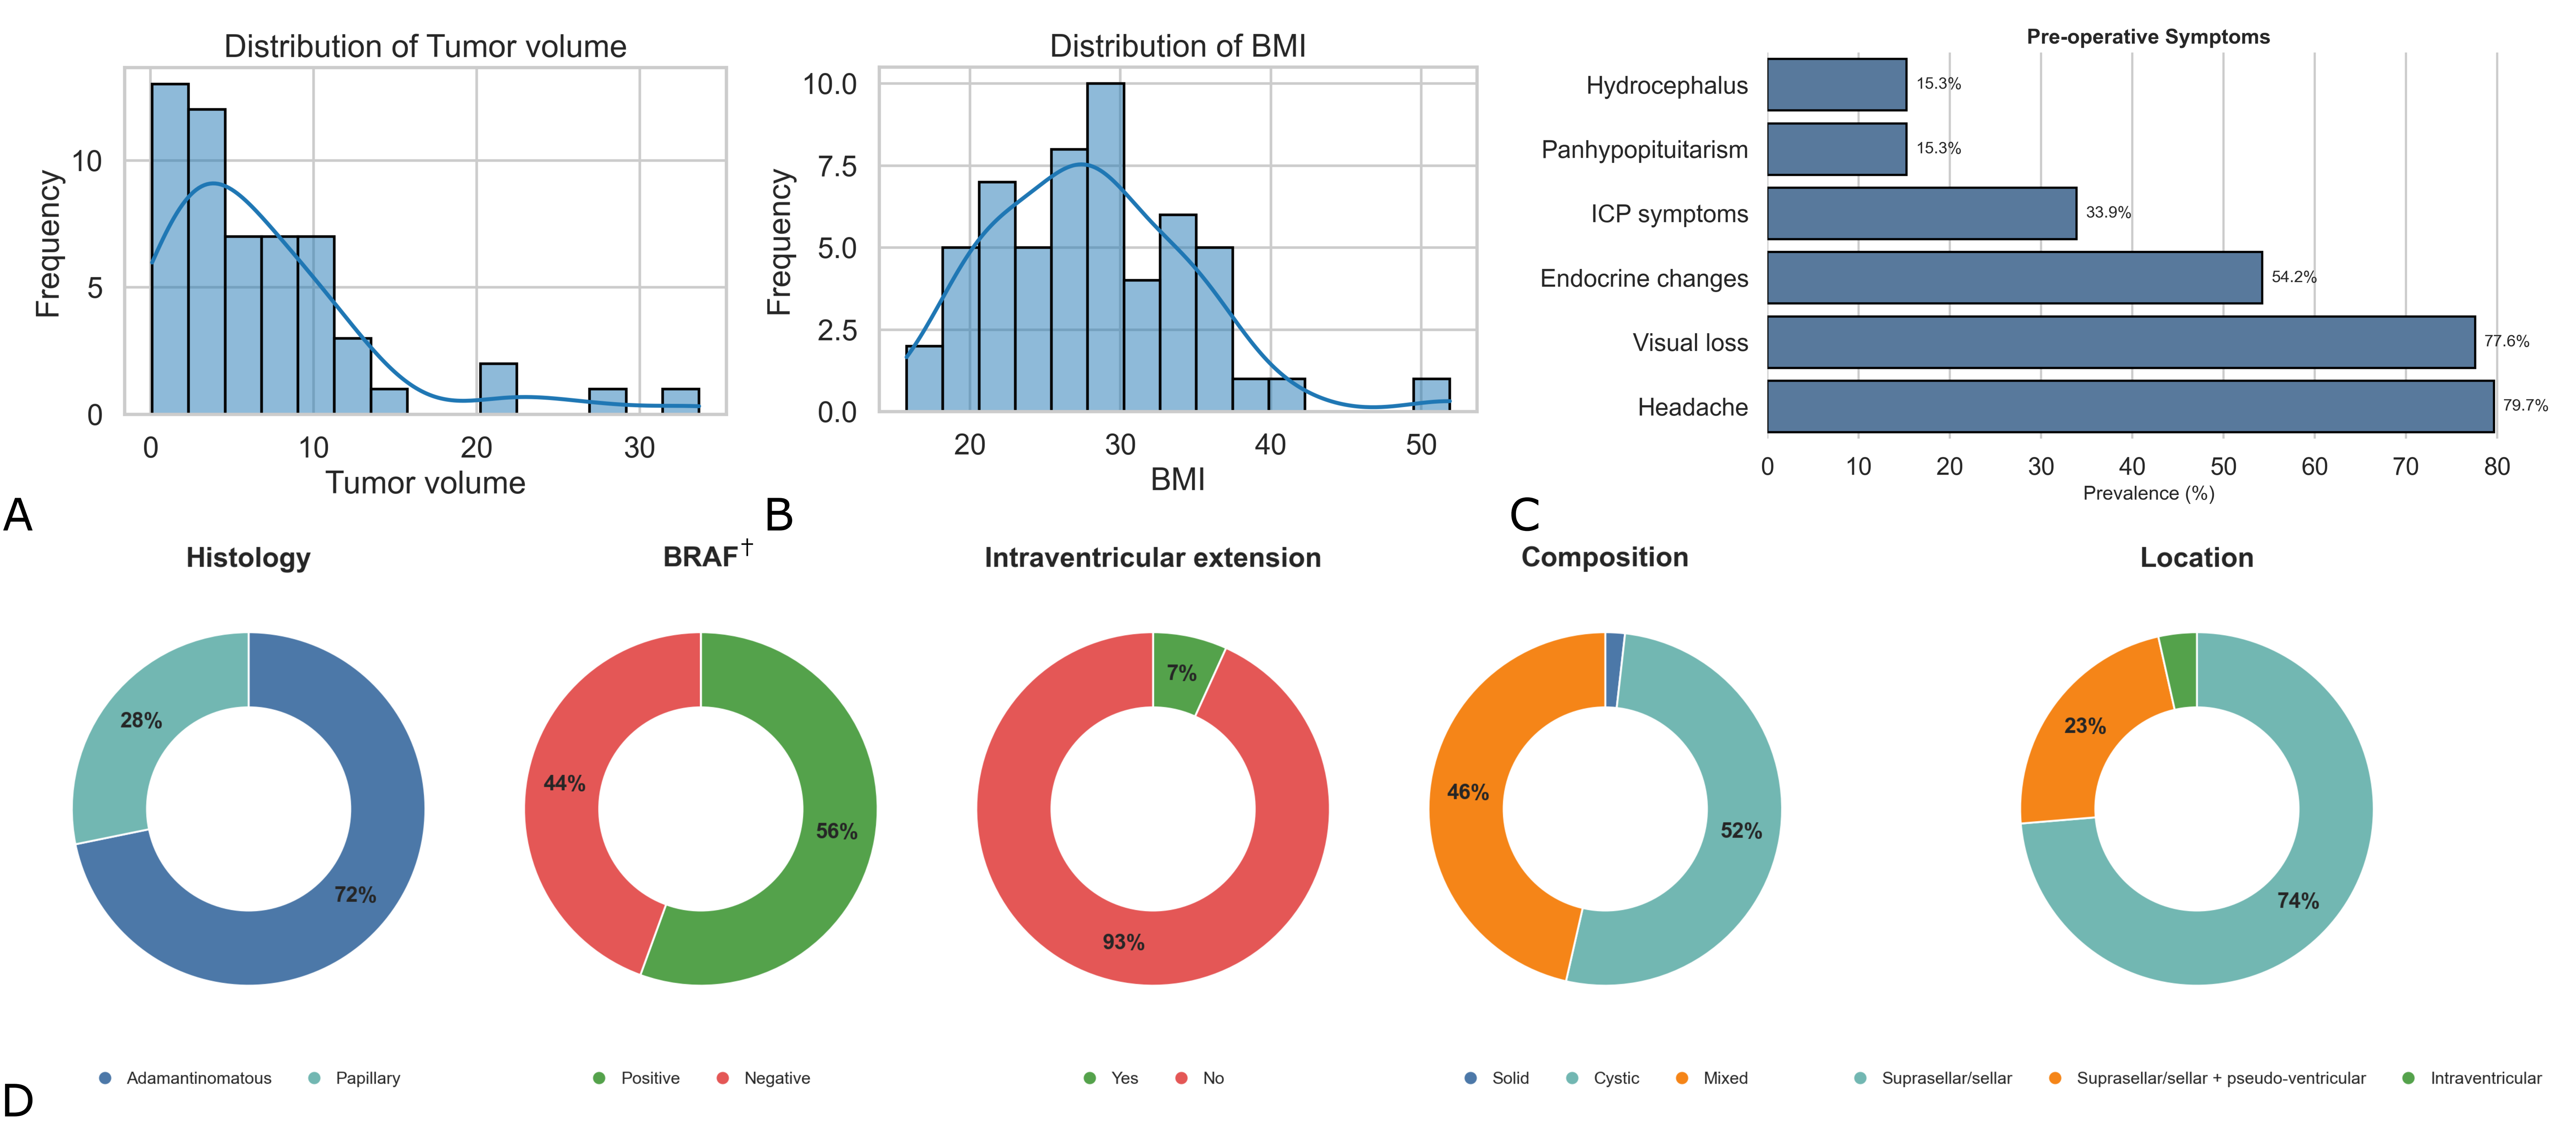 Distribution of Tumor volume
Frequency
10
5
0
0 10 20 30
Tumor volume
A
Distribution of BMI
Frequency
10.0
7.5
5.0
2.5
0.0
20 30 40 50
BMI
B
Pre-operative Symptoms
Hydrocephalus 15.3%
Panhypopituitarism 15.3%
ICP symptoms 33.9%
Endocrine changes 54.2%
Visual loss 77.6%
Headache 79.7%
0 10 20 30 40 50 60 70 80
Prevalence (%)
C
Histology
28%
72%
Adamantinomatous Papillary
BRAF†
44%
56%
Positive Negative
Intraventricular extension
7%
93%
Yes No
Composition
46%
52%
Solid Cystic Mixed
Location
23%
74%
Suprasellar/sellar Suprasellar/sellar + pseudo-ventricular Intraventricular
D